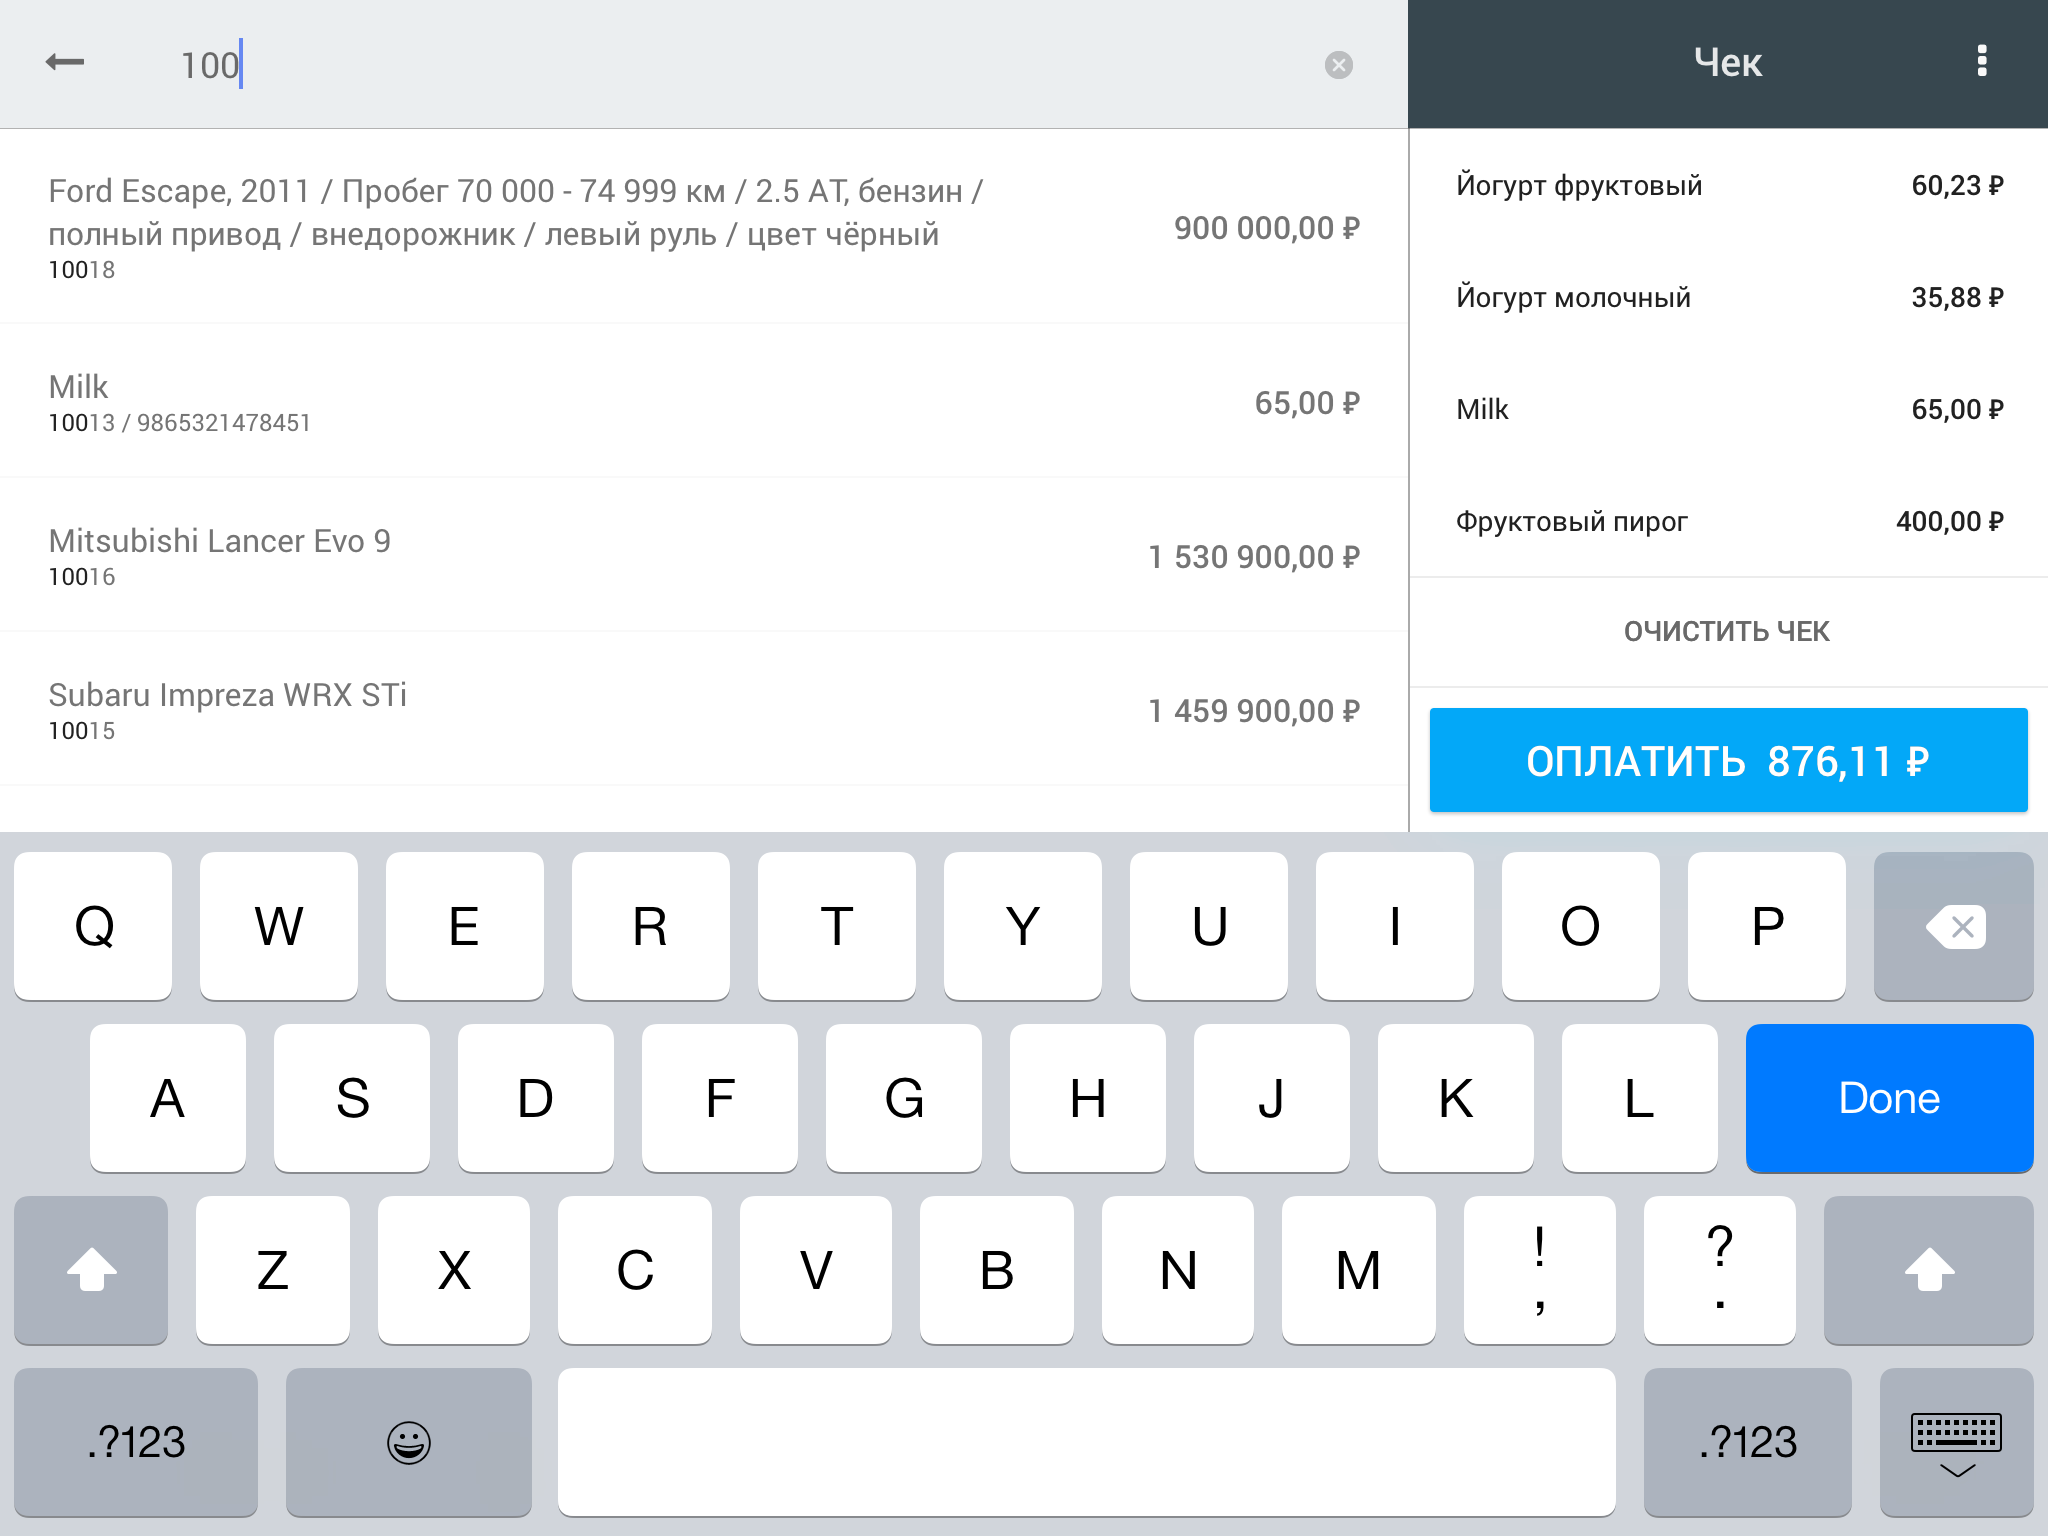 100
Ford Escape, 2011 / Пробег 70 000 - 74 999 км / 2.5 AT, бензин /
полный привод / внедорожник / левый руль / цвет чёрный
10018
900 000,00 ₽
Milk
10013 / 9865321478451
65,00 ₽
Mitsubishi Lancer Evo 9
10016
1 530 900,00 ₽
Subaru Impreza WRX STi
10015
1 459 900,00 ₽
Чек
Йогурт фруктовый 60,23 ₽
Йогурт молочный 35,88 ₽
Milk 65,00 ₽
Фруктовый пирог 400,00 ₽
ОЧИСТИТЬ ЧЕК
ОПЛАТИТЬ 876,11 ₽
Q W E R T Y U I O P
A S D F G H J K L Done
Z X C V B N M ! , ? .
.?123 .?123